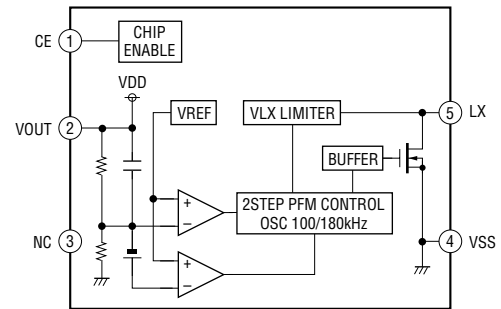 CE 1 CHIP
ENABLE
VDD
VOUT 2 VREF VLX LIMITER 5 LX
BUFFER
+
−
2STEP PFM CONTROL
OSC 100/180kHz
NC 3 4 VSS
+
−